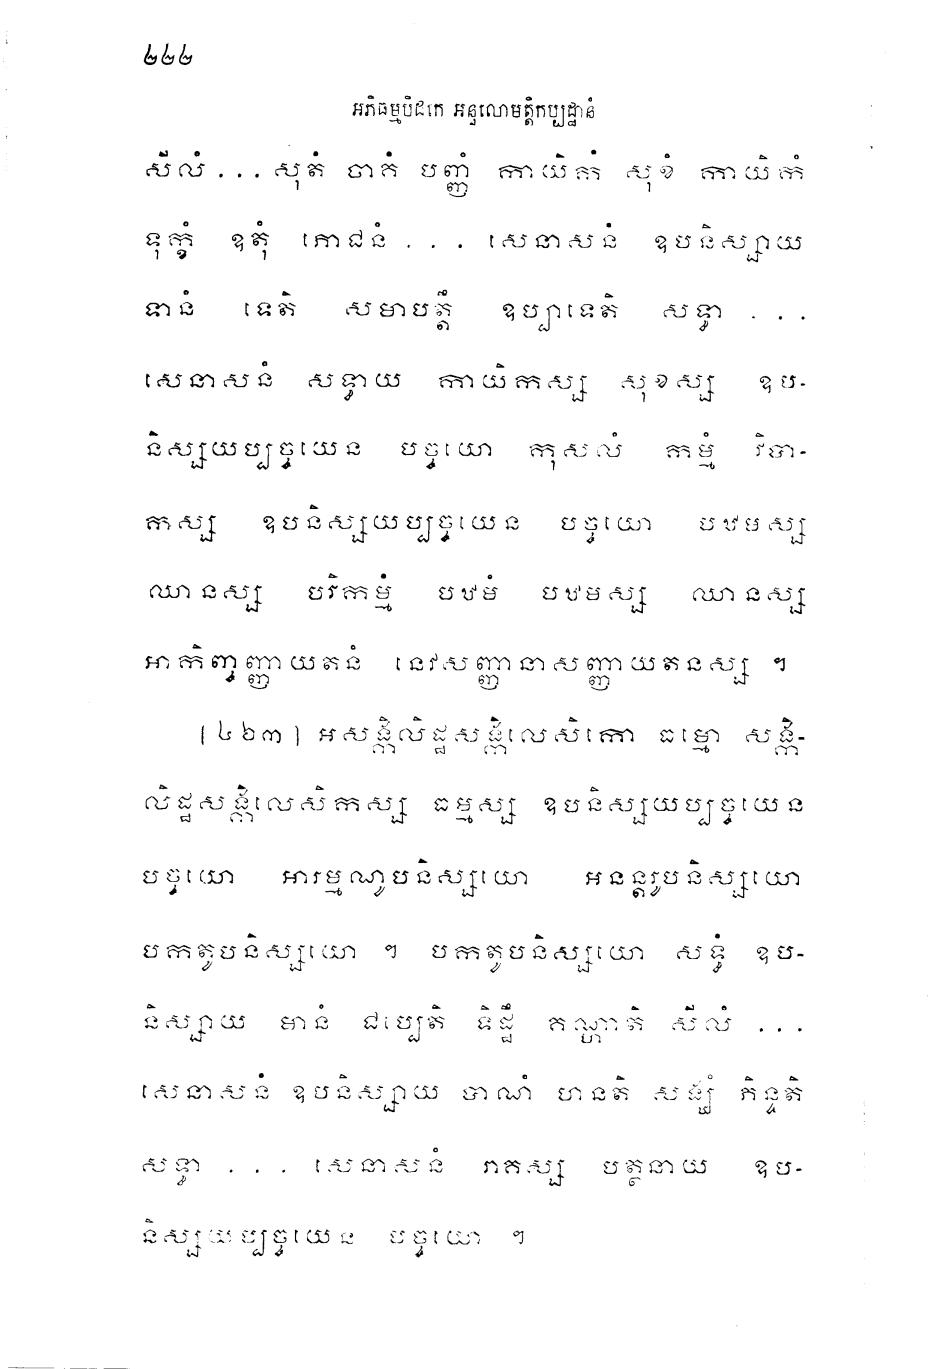 ២២២
អភិធម្មបិដកេ អនុលោមត្តិកប្បដ្ឋានំ
សីលំ ... សុតំ ចាគំ បញ្ញំ កាយិកំ សុខំ កាយិកំ
ទុក្ខំ ឧតុំ ភោជនំ ... សេនាសនំ ឧបនិស្សាយ
ទានំ ទេតិ សមាបត្តឹ ឧប្បាទេតិ សទ្ធា ...
សេនាសនំ សទ្ធាយ កាយិកស្ស សុខស្ស ឧប-
និស្សយប្បច្ចយេន បច្ចយោ កុសលំ កម្មំ វិបា-
កស្ស ឧបនិស្សយប្បច្ចយេន បច្ចយោ បឋមស្ស
ឈានស្ស បរិកម្មំ បឋមំ បឋមស្ស ឈានស្ស
អាកិញ្ចញ្ញាយតនំ នេវសញ្ញានាសញ្ញាយតនស្ស ។
[៤៦៣] អសង្កិលិដ្ឋសង្កិលេសិកោ ធម្មោ សង្កិ-
លិដ្ឋសង្កិលេសិកស្ស ធម្មស្ស ឧបនិស្សយប្បច្ចយេន
បច្ចយោ អារម្មណូបនិស្សយោ អនន្តរូបនិស្សយោ
បកតូបនិស្សយោ ។ បកតូបនិស្សយោ សទ្ធំ ឧប-
និស្សាយ មានំ ជប្បេតិ ទិដ្ឋឹ គណ្ហាតិ សីលំ ...
សេនាសនំ ឧបនិស្សាយ បាណំ ហនតិ សង្ឃំ ភិន្ទតិ
សទ្ធា ... សេនាសនំ រាគស្ស បត្ថនាយ ឧប-
និស្សយប្បច្ចយេន បច្ចយោ ។